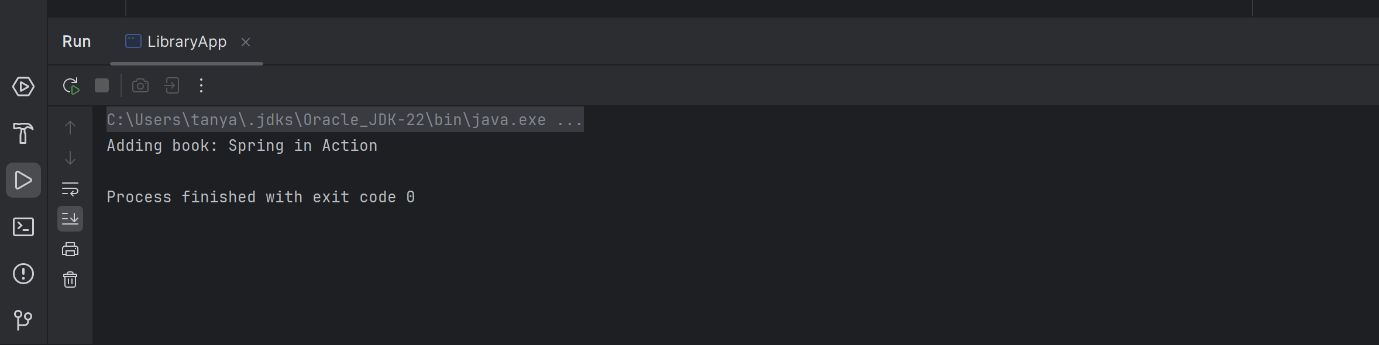 Run
LibraryApp
C:\Users\tanya\.jdks\Oracle_JDK-22\bin\java.exe ...
Adding book: Spring in Action
Process finished with exit code 0